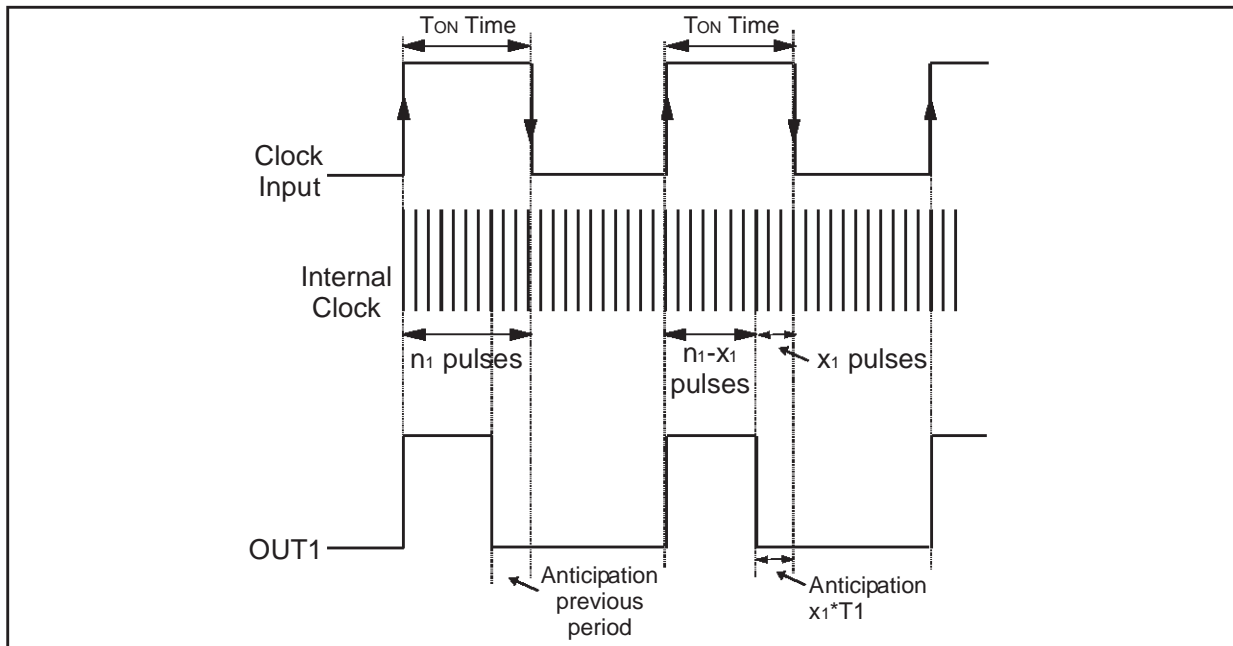 TON Time
TON Time
Clock
Input
Internal
Clock
n1 pulses
n1-x1
pulses
x1 pulses
OUT1
Anticipation
previous
period
Anticipation
x1*T1